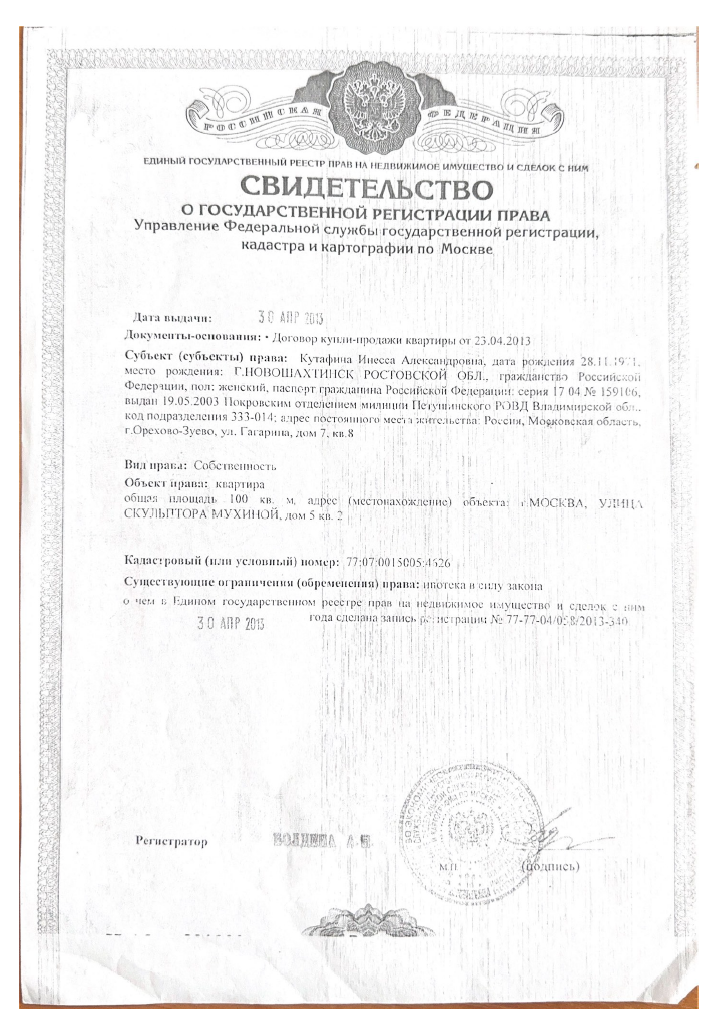 РОССИЙСКАЯ ФЕДЕРАЦИЯ
ЕДИНЫЙ ГОСУДАРСТВЕННЫЙ РЕЕСТР ПРАВ НА НЕДВИЖИМОЕ ИМУЩЕСТВО И СДЕЛОК С НИМ
СВИДЕТЕЛЬСТВО
О ГОСУДАРСТВЕННОЙ РЕГИСТРАЦИИ ПРАВА
Управление Федеральной службы государственной регистрации,
кадастра и картографии по Москве
Дата выдачи: 30 АПР 2013
Документы-основания: • Договор купли-продажи квартиры от 23.04.2013
Субъект (субъекты) права: Кутафина Инесса Александровна, дата рождения 28.11.1971,
место рождения: Г.НОВОШАХТИНСК РОСТОВСКОЙ ОБЛ., гражданство Российской
Федерации, пол: женский, паспорт гражданина Российской Федерации: серия 17 04 № 159106,
выдан 19.05.2003 Покровским отделением милиции Петушинского РОВД Владимирской обл.,
код подразделения 333-014; адрес постоянного места жительства: Россия, Московская область,
г.Орехово-Зуево, ул. Гагарина, дом 7, кв.8
Вид права: Собственность
Объект права: квартира
общая площадь 100 кв. м, адрес (местонахождение) объекта: г.МОСКВА, УЛИЦА
СКУЛЬПТОРА МУХИНОЙ, дом 5 кв. 2
Кадастровый (или условный) номер: 77:07:0015005:4626
Существующие ограничения (обременения) права: ипотека в силу закона
о чем в Едином государственном реестре прав на недвижимое имущество и сделок с ним
30 АПР 2013 года сделана запись регистрации № 77-77-04/058/2013-340
Регистратор
м.п.
(подпись)